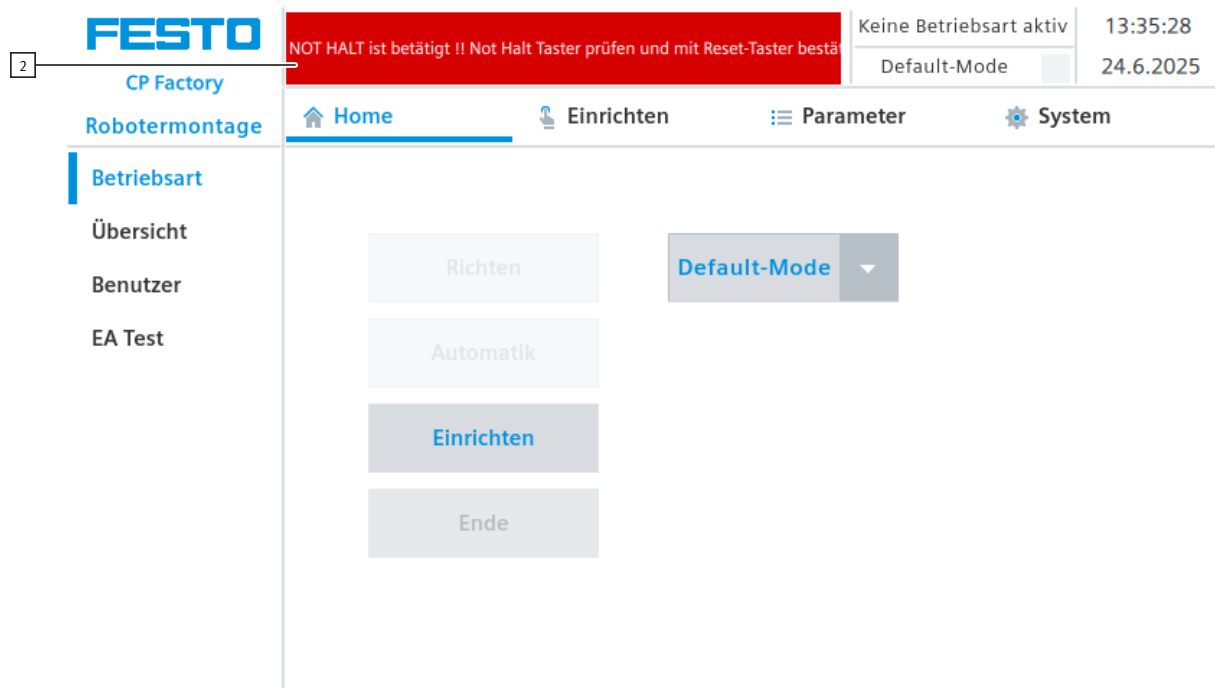 FESTO
CP Factory
Robotermontage
NOT HALT ist betätigt !! Not Halt Taster prüfen und mit Reset-Taster bestät
Keine Betriebsart aktiv
Default-Mode
13:35:28
24.6.2025
2
Home
Einrichten
Parameter
System
Betriebsart
Übersicht
Benutzer
EA Test
Richten
Default-Mode
Automatik
Einrichten
Ende